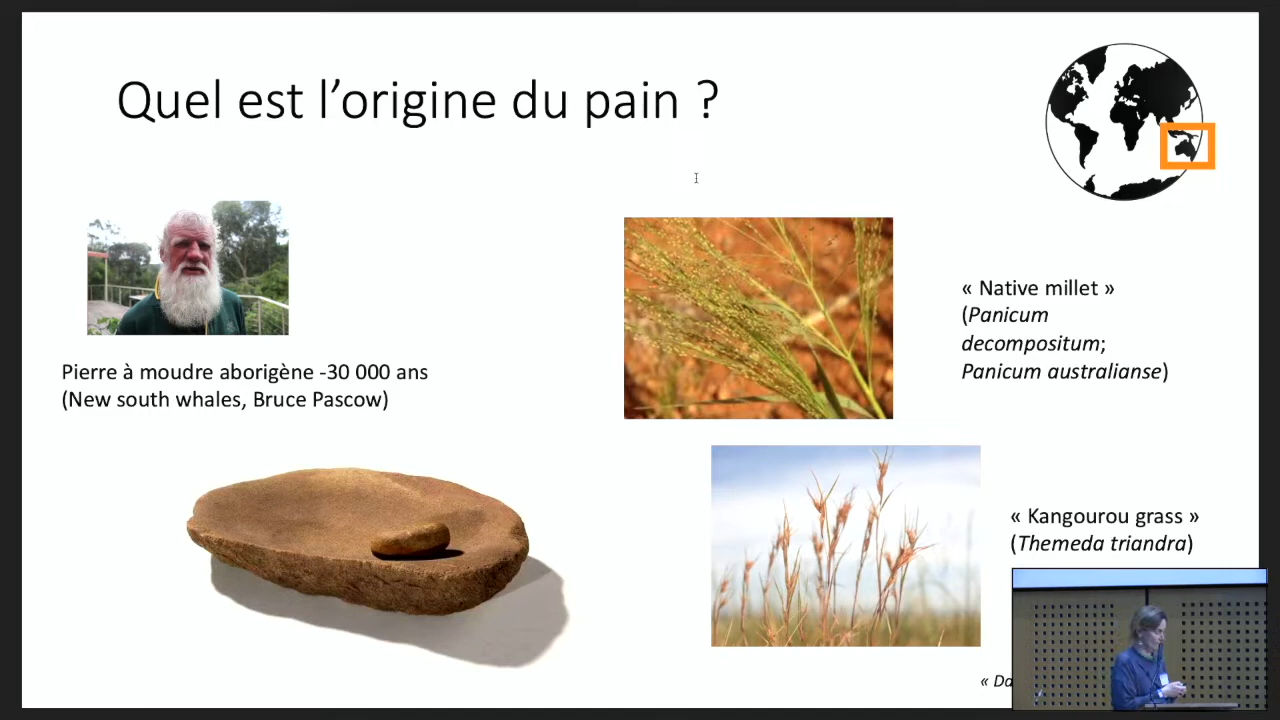 Quel est l’origine du pain ?
Pierre à moudre aborigène -30 000 ans
(New south whales, Bruce Pascow)
« Native millet »
(Panicum
decompositum;
Panicum australianse)
« Kangourou grass »
(Themeda triandra)
«